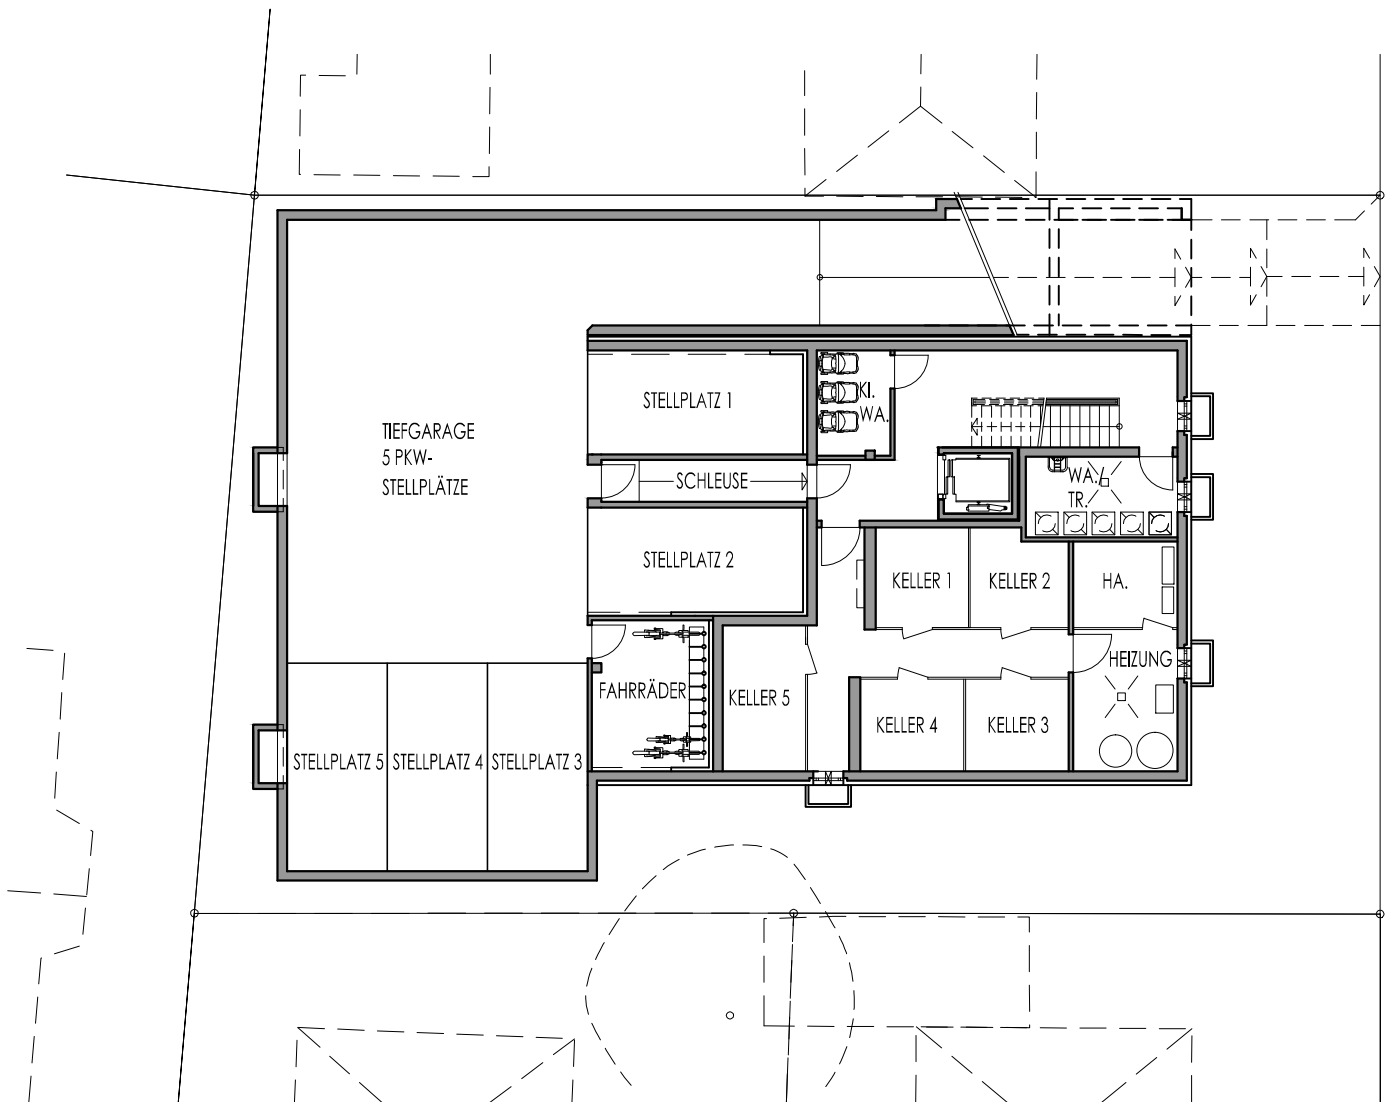 STELLPLATZ 1
KI.
WA.
TIEFGARAGE
5 PKW-
STELLPLÄTZE
SCHLEUSE
WA./
TR.
STELLPLATZ 2
KELLER 1
KELLER 2
HA.
HEIZUNG
FAHRRÄDER
KELLER 5
KELLER 4
KELLER 3
STELLPLATZ 5
STELLPLATZ 4
STELLPLATZ 3